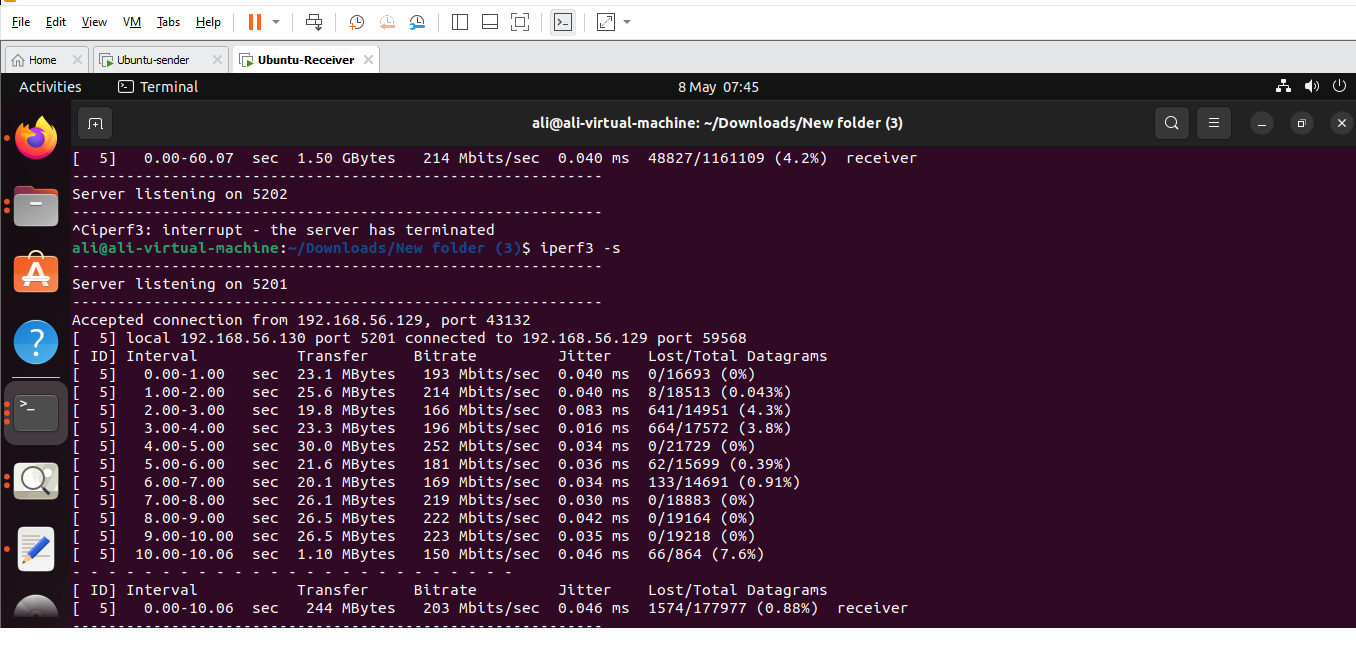 File Edit View VM Tabs Help
Home Ubuntu-sender Ubuntu-Receiver
Activities Terminal 8 May 07:45
ali@ali-virtual-machine: ~/Downloads/New folder (3)
[  5]   0.00-60.07  sec  1.50 GBytes   214 Mbits/sec  0.040 ms  48827/1161109 (4.2%)  receiver
-----------------------------------------------------------
Server listening on 5202
-----------------------------------------------------------
^Ciperf3: interrupt - the server has terminated
ali@ali-virtual-machine:~/Downloads/New folder (3)$ iperf3 -s
-----------------------------------------------------------
Server listening on 5201
-----------------------------------------------------------
Accepted connection from 192.168.56.129, port 43132
[  5] local 192.168.56.130 port 5201 connected to 192.168.56.129 port 59568
[ ID] Interval           Transfer     Bitrate         Jitter    Lost/Total Datagrams
[  5]   0.00-1.00   sec  23.1 MBytes   193 Mbits/sec  0.040 ms  0/16693 (0%)
[  5]   1.00-2.00   sec  25.6 MBytes   214 Mbits/sec  0.040 ms  8/18513 (0.043%)
[  5]   2.00-3.00   sec  19.8 MBytes   166 Mbits/sec  0.083 ms  641/14951 (4.3%)
[  5]   3.00-4.00   sec  23.3 MBytes   196 Mbits/sec  0.016 ms  664/17572 (3.8%)
[  5]   4.00-5.00   sec  30.0 MBytes   252 Mbits/sec  0.034 ms  0/21729 (0%)
[  5]   5.00-6.00   sec  21.6 MBytes   181 Mbits/sec  0.036 ms  62/15699 (0.39%)
[  5]   6.00-7.00   sec  20.1 MBytes   169 Mbits/sec  0.034 ms  133/14691 (0.91%)
[  5]   7.00-8.00   sec  26.1 MBytes   219 Mbits/sec  0.030 ms  0/18883 (0%)
[  5]   8.00-9.00   sec  26.5 MBytes   222 Mbits/sec  0.042 ms  0/19164 (0%)
[  5]   9.00-10.00  sec  26.5 MBytes   223 Mbits/sec  0.035 ms  0/19218 (0%)
[  5]  10.00-10.06  sec  1.10 MBytes   150 Mbits/sec  0.046 ms  66/864 (7.6%)
- - - - - - - - - - - - - - - - - - - - - - - - -
[ ID] Interval           Transfer     Bitrate         Jitter    Lost/Total Datagrams
[  5]   0.00-10.06  sec   244 MBytes   203 Mbits/sec  0.046 ms  1574/177977 (0.88%)  receiver
-----------------------------------------------------------